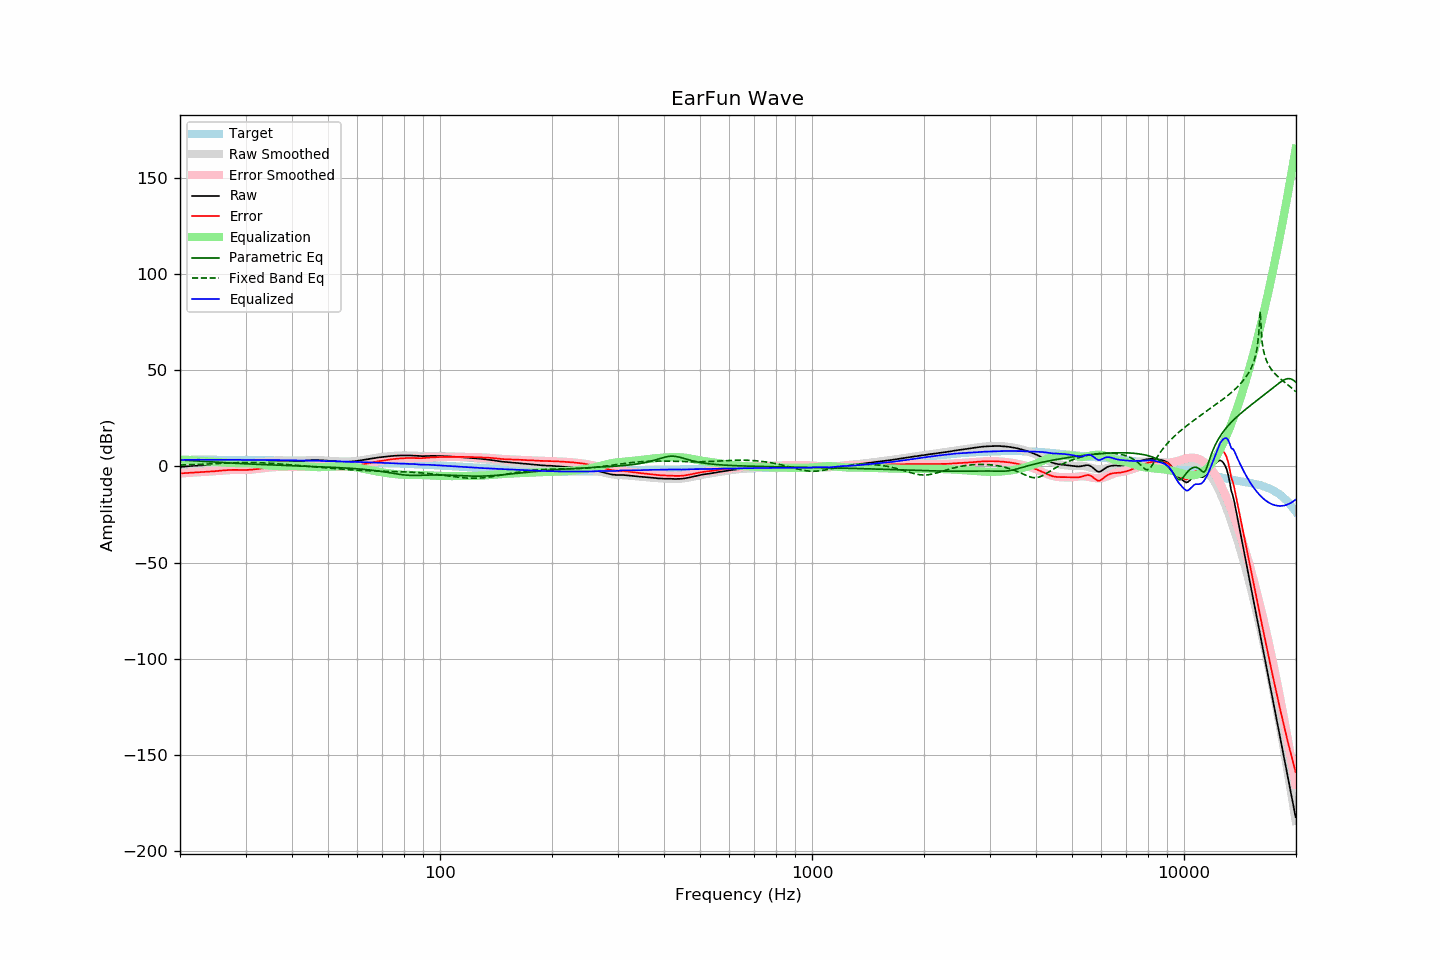 EarFun Wave
Target
Raw Smoothed
Error Smoothed
Raw
Error
Equalization
Parametric Eq
Fixed Band Eq
Equalized
150
100
50
0
−50
−100
−150
−200
Amplitude (dBr)
100
1000
10000
Frequency (Hz)